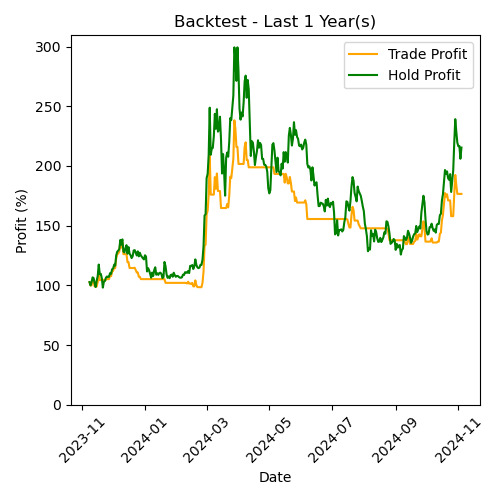 Backtest - Last 1 Year(s)
Trade Profit
Hold Profit
Profit (%)
300
250
200
150
100
50
0
2023-11
2024-01
2024-03
2024-05
2024-07
2024-09
2024-11
Date